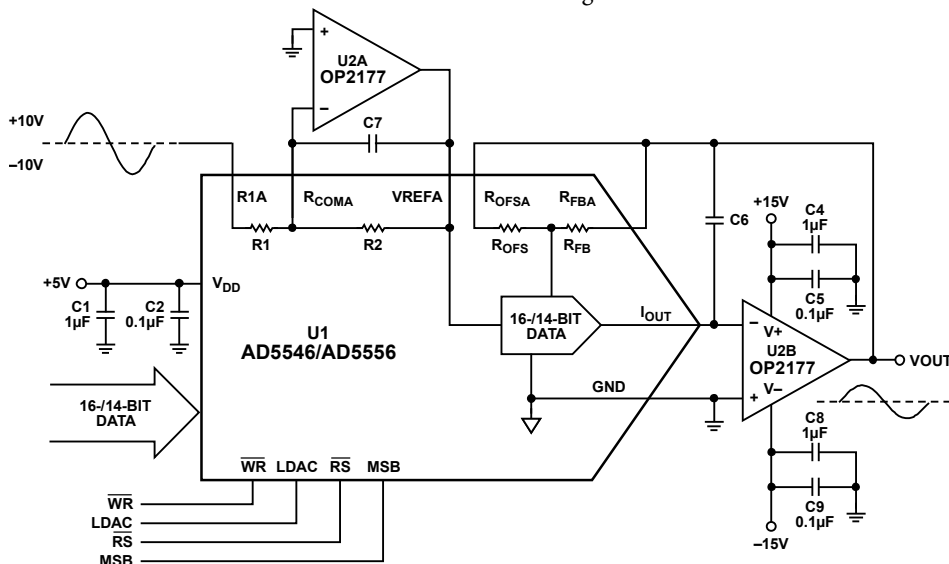 U2A
OP2177
+
−
C7
+10V
−10V
R1A
RCOMA
VREFA
ROFSA
RFBA
R1
R2
ROFS
RFB
C6
+15V
C4
1µF
C5
0.1µF
+5V
VDD
C1
1µF
C2
0.1µF
U1
AD5546/AD5556
16-/14-BIT
DATA
IOUT
GND
−
V+
U2B
OP2177
V−
+
VOUT
16-/14-BIT
DATA
C8
1µF
C9
0.1µF
−15V
WR LDAC RS MSB
WR
LDAC
RS
MSB